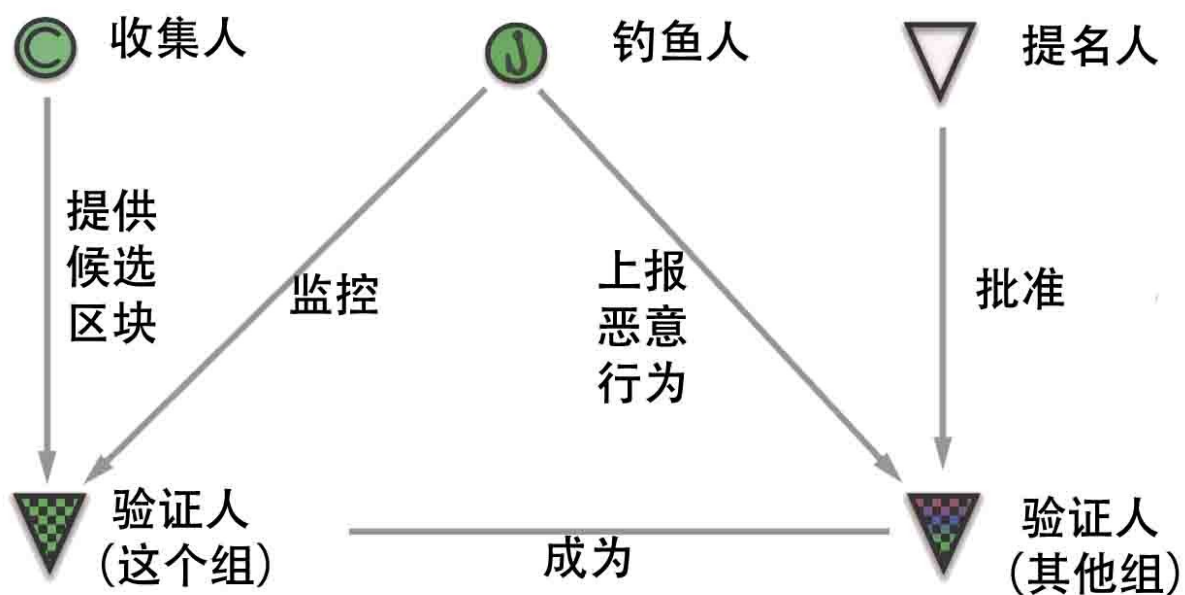 收集人
钓鱼人
提名人
提供
候选
区块
监控
上报
恶意
行为
批准
验证人
(这个组)
成为
验证人
(其他组)